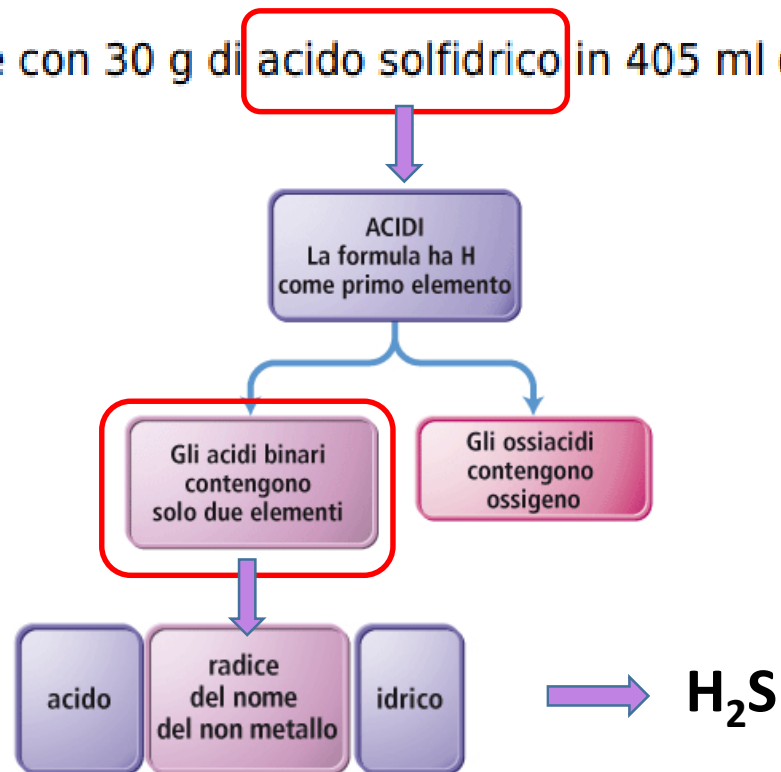 e con 30 g di acido solfidrico in 405 ml
ACIDI
La formula ha H
come primo elemento
Gli acidi binari
contengono
solo due elementi
Gli ossiacidi
contengono
ossigeno
acido
radice
del nome
del non metallo
idrico
H₂S